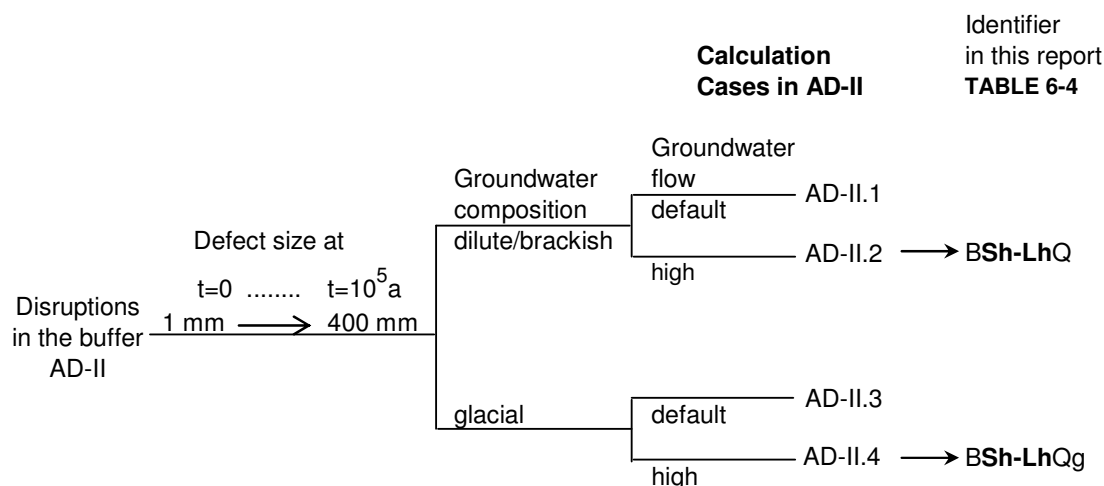 Identifier
in this report
TABLE 6-4
Calculation
Cases in AD-II
Groundwater
flow
default
AD-II.1
Groundwater
composition
dilute/brackish
high
AD-II.2
BSh-LhQ
Defect size at
t=0 ........ t=10⁵a
1 mm 400 mm
Disruptions
in the buffer
AD-II
glacial
default
AD-II.3
high
AD-II.4
BSh-LhQg